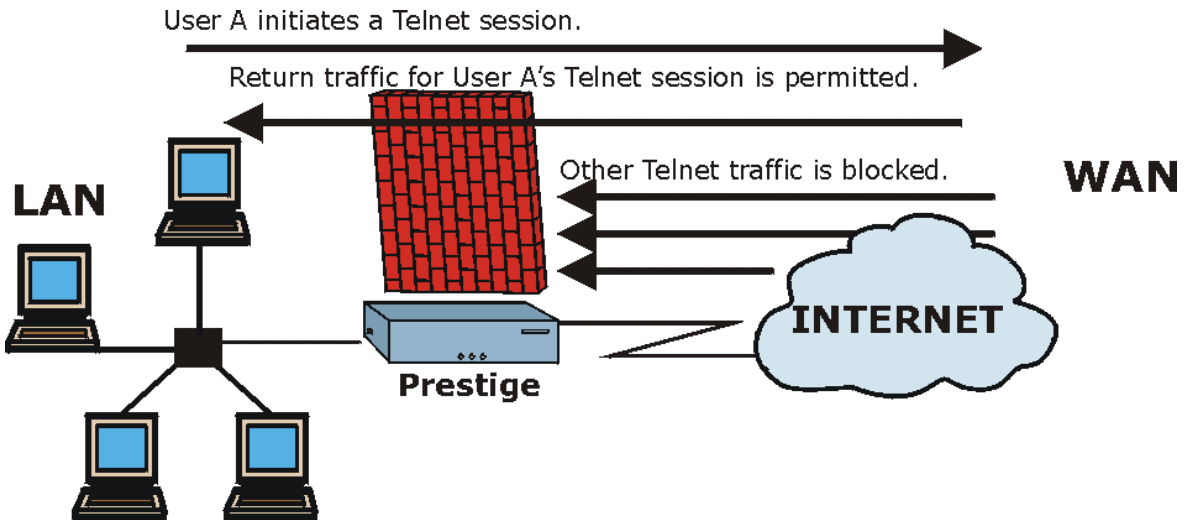 User A initiates a Telnet session.
Return traffic for User A's Telnet session is permitted.
Other Telnet traffic is blocked.
WAN
LAN
INTERNET
Prestige